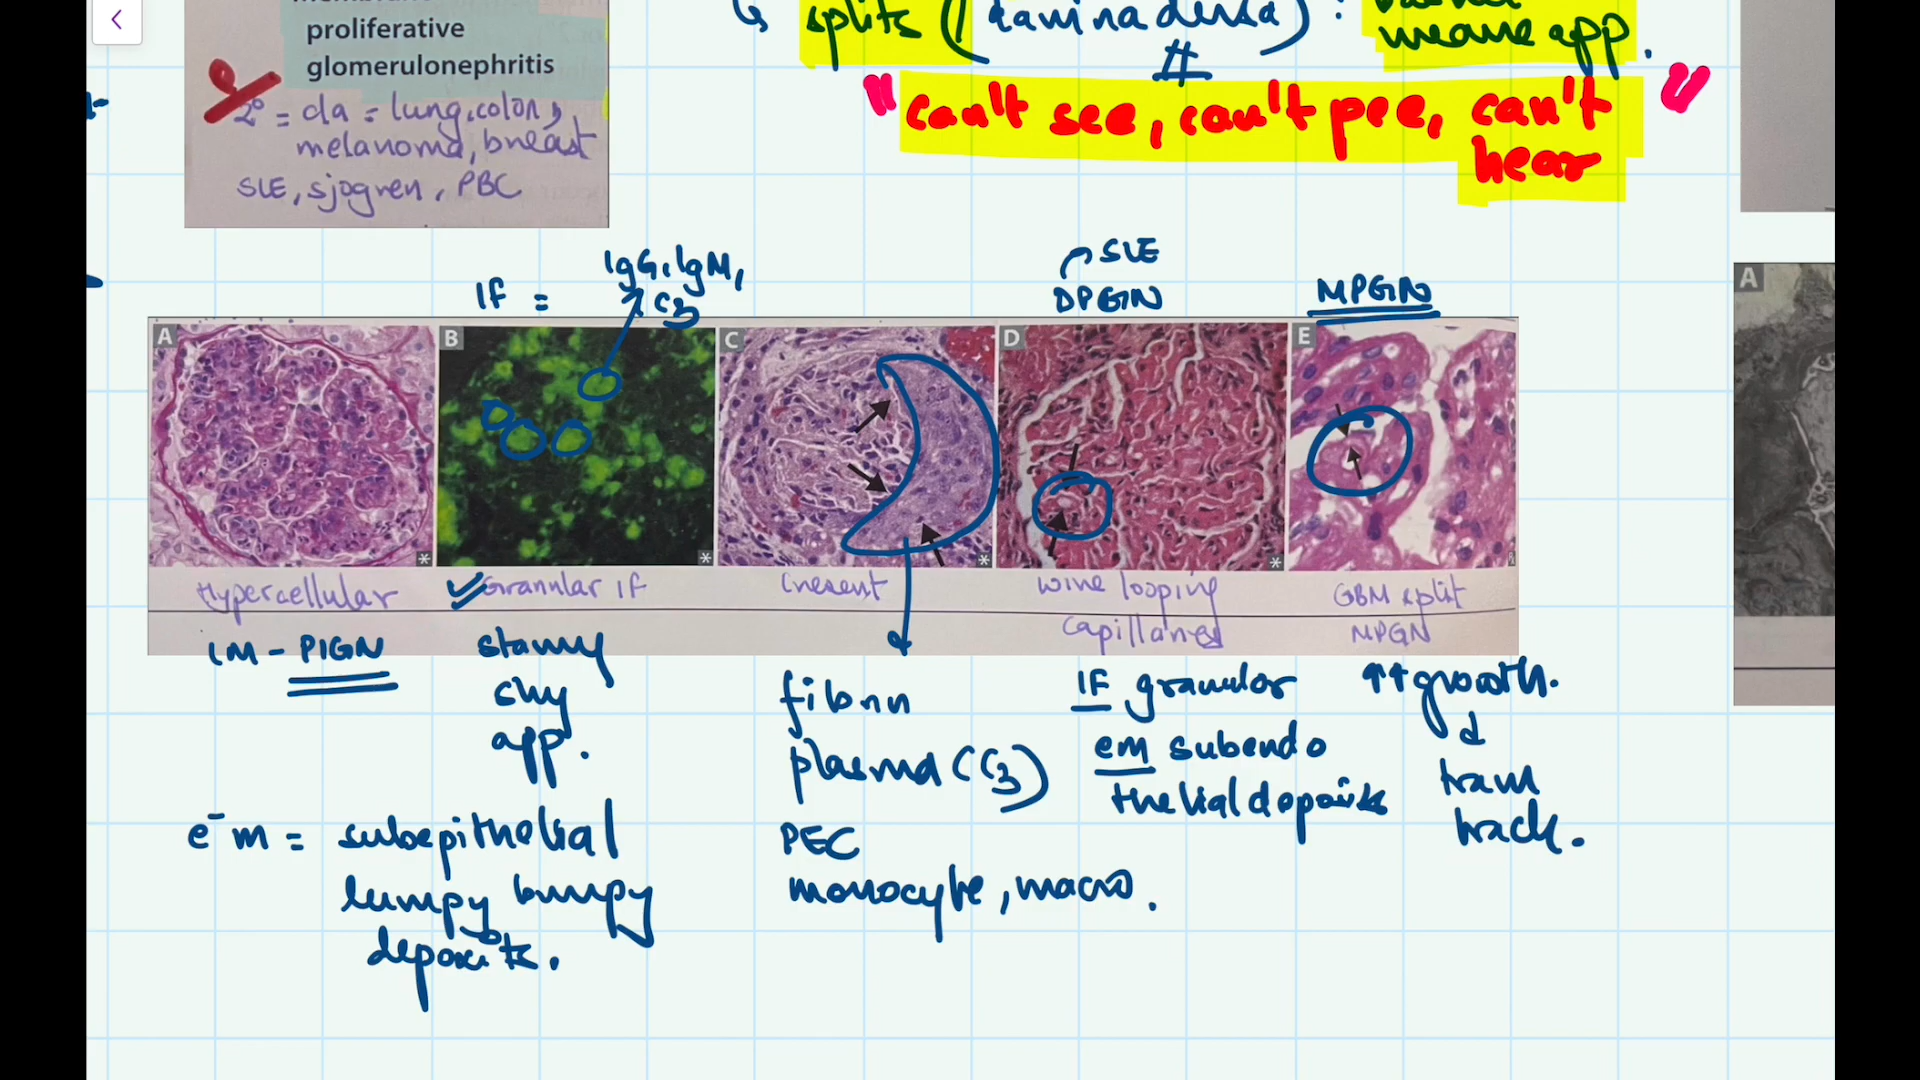 proliferative
glomerulonephritis
2° = da = lung, colon,
melanoma, breast
SLE, sjogren, PBC
splits (lamina densa) :
weave app.
"can't see, can't pee, can't
hear"
IF =
IgG, IgM,
C3
SLE
DPGN
MPGN
A
B
C
D
E
A
Hypercellular
Granular IF
Cresent
wire looping
capillaries
GBM split
MPGN
LM - PIGN
starry
sky
app.
e⁻m = subepithelial
lumpy bumpy
deposits.
fibrin
plasma (C3)
PEC
monocyte, macro.
IF granular
em subendo
thelial deposits
↑↑ growth.
tram
track.